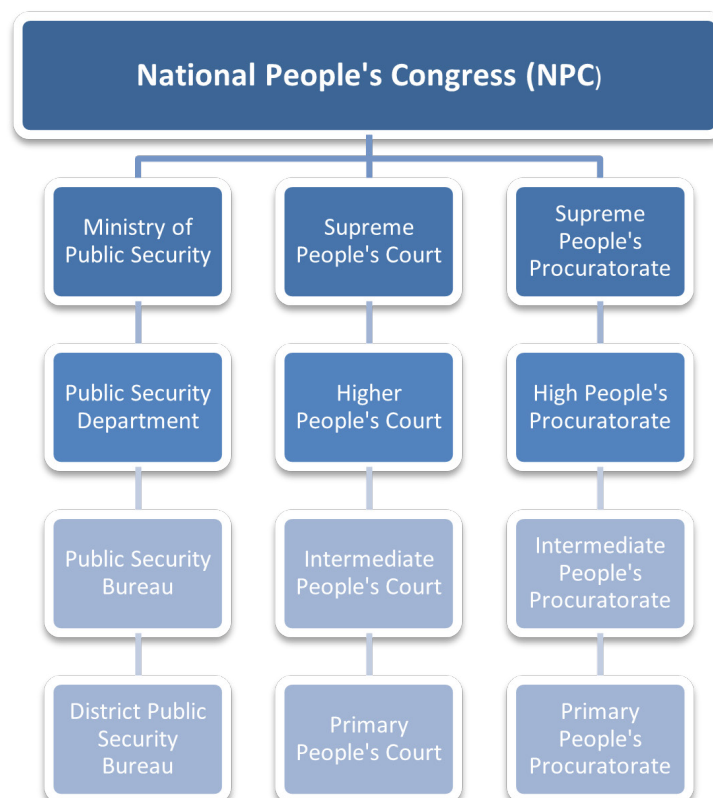 National People's Congress (NPC)
Ministry of
Public Security
Supreme
People's Court
Supreme
People's
Procuratorate
Public Security
Department
Higher
People's Court
High People's
Procuratorate
Public Security
Bureau
Intermediate
People's Court
Intermediate
People's
Procuratorate
District Public
Security
Bureau
Primary
People's Court
Primary
People's
Procuratorate